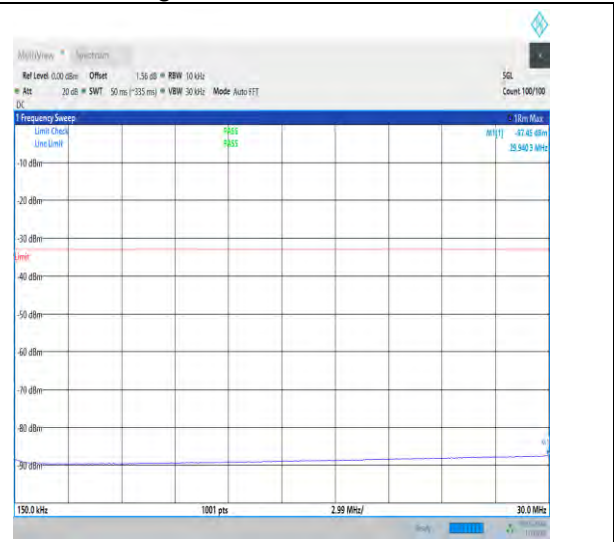 MultiView Spectrum
Ref Level 0.00 dBm Offset 1.56 dB RBW 10 kHz SGL
Att 20 dB SWT 50 ms (~335 ms) VBW 30 kHz Mode Auto FFT Count 100/100
DC
1 Frequency Sweep 1Rm Max
Limit Check PASS M1[1] -87.45 dBm
Line Limit PASS 29.9403 MHz
-10 dBm
-20 dBm
-30 dBm
Limit
-40 dBm
-50 dBm
-60 dBm
-70 dBm
-80 dBm
-90 dBm
150.0 kHz 1001 pts 2.99 MHz/ 30.0 MHz
Ready